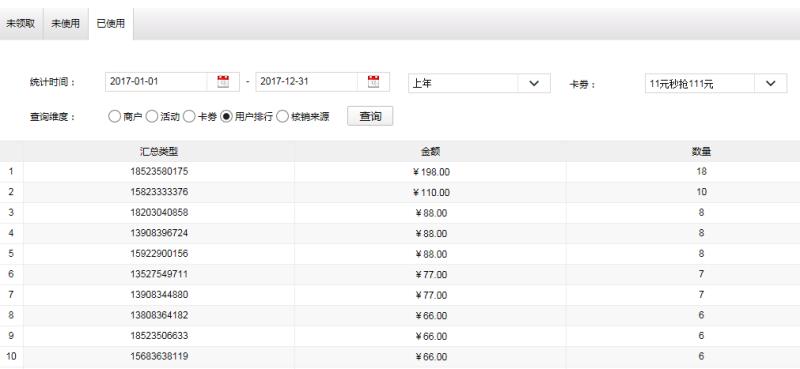 未领取 未使用 已使用
统计时间： 2017-01-01 - 2017-12-31 上年 卡券： 11元秒抢111元
查询维度： 商户 活动 卡券 用户排行 核销来源 查询
汇总类型 金额 数量
1 18523580175 ￥198.00 18
2 15823333376 ￥110.00 10
3 18203040858 ￥88.00 8
4 13908396724 ￥88.00 8
5 15922900156 ￥88.00 8
6 13527549711 ￥77.00 7
7 13908344880 ￥77.00 7
8 13808364182 ￥66.00 6
9 18523506633 ￥66.00 6
10 15683638119 ￥66.00 6